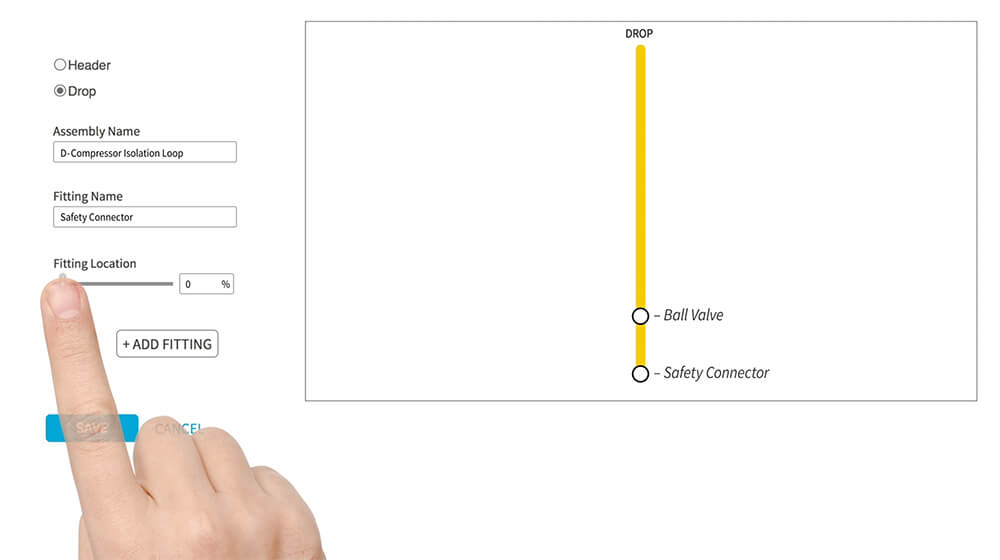 Header
Drop
Assembly Name
D-Compressor Isolation Loop
Fitting Name
Safety Connector
Fitting Location
0 %
+ ADD FITTING
SAVE CANCEL
DROP
– Ball Valve
– Safety Connector